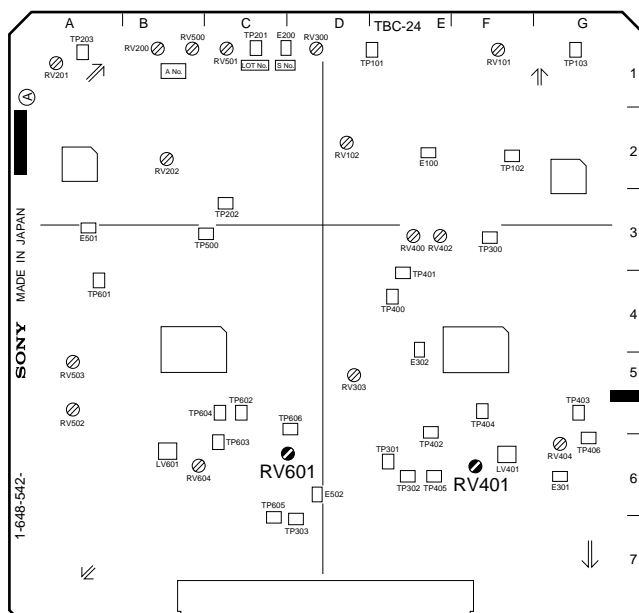 A B C D TBC-24 E F G
TP203 RV500 TP201 E200 RV300
RV200 RV501 TP101 RV101 TP103
RV201 A No. LOT No. S No. 1
A
RV202 RV102 E100 TP102 2
TP202
E501 TP500 RV400 RV402 TP300 3
MADE IN JAPAN
TP601 TP401
TP400 4
SONY
E302
RV503 RV303 5
RV502 TP604 TP602 TP606 TP404 TP403
TP603 TP402 TP406
LV601 RV604 RV601 TP301 RV401 LV401 RV404
TP302 TP405 E301 6
E502
1-648-542-
TP605 TP303
7